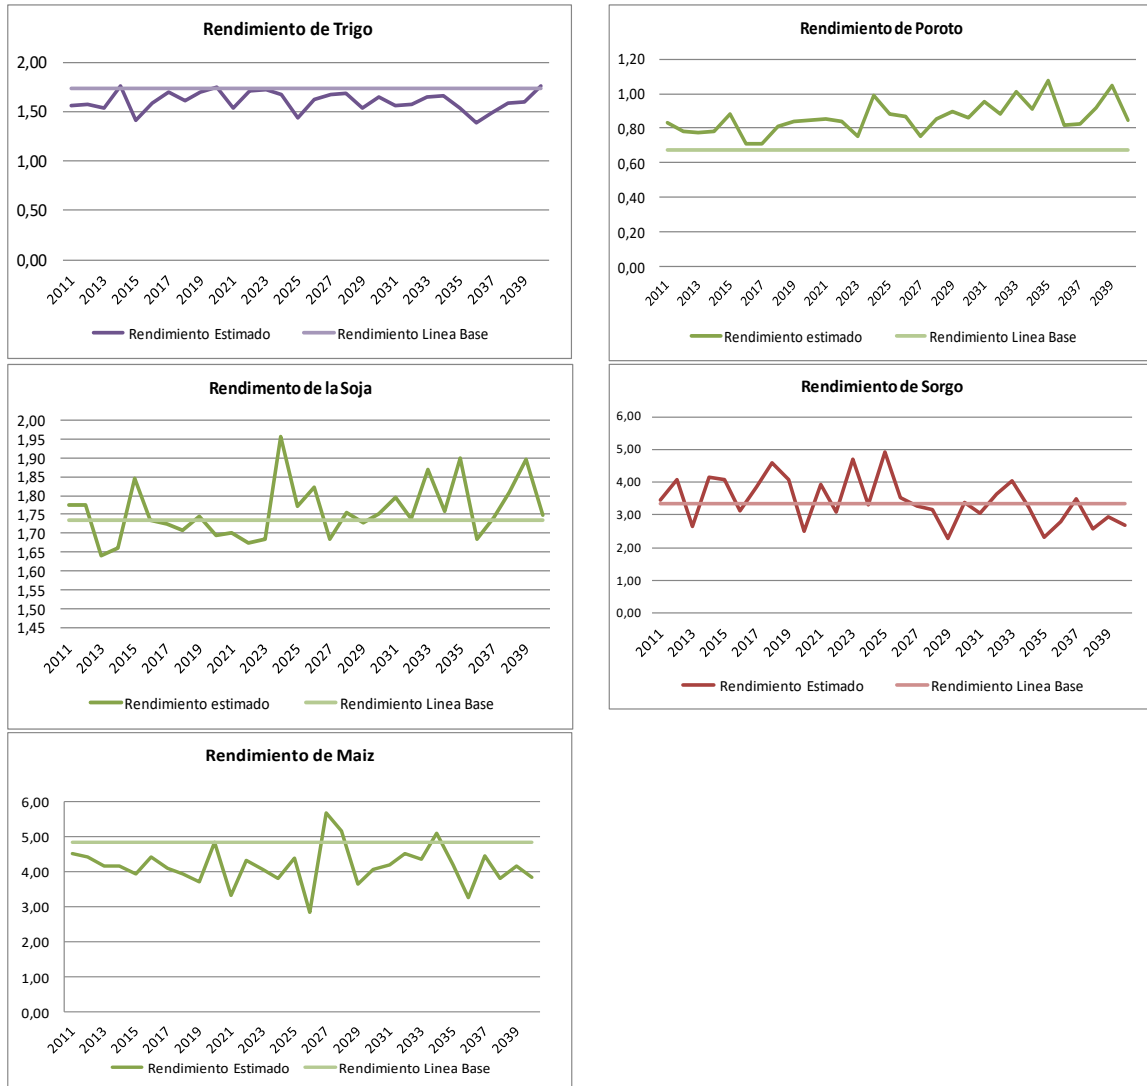 Rendimiento de Trigo
2,00
1,50
1,00
0,50
0,00
2011 2013 2015 2017 2019 2021 2023 2025 2027 2029 2031 2033 2035 2037 2039
Rendimiento Estimado Rendimiento Linea Base
Rendimiento de Poroto
1,20
1,00
0,80
0,60
0,40
0,20
0,00
2011 2013 2015 2017 2019 2021 2023 2025 2027 2029 2031 2033 2035 2037 2039
Rendimiento estimado Rendimiento Linea Base
Rendimento de la Soja
2,00
1,95
1,90
1,85
1,80
1,75
1,70
1,65
1,60
1,55
1,50
1,45
2011 2013 2015 2017 2019 2021 2023 2025 2027 2029 2031 2033 2035 2037 2039
Rendimiento estimado Rendimiento Linea Base
Rendimiento de Sorgo
6,00
5,00
4,00
3,00
2,00
1,00
0,00
2011 2013 2015 2017 2019 2021 2023 2025 2027 2029 2031 2033 2035 2037 2039
Rendimiento Estimado Rendimiento Linea Base
Rendimiento de Maiz
6,00
5,00
4,00
3,00
2,00
1,00
0,00
2011 2013 2015 2017 2019 2021 2023 2025 2027 2029 2031 2033 2035 2037 2039
Rendimiento Estimado Rendimiento Linea Base